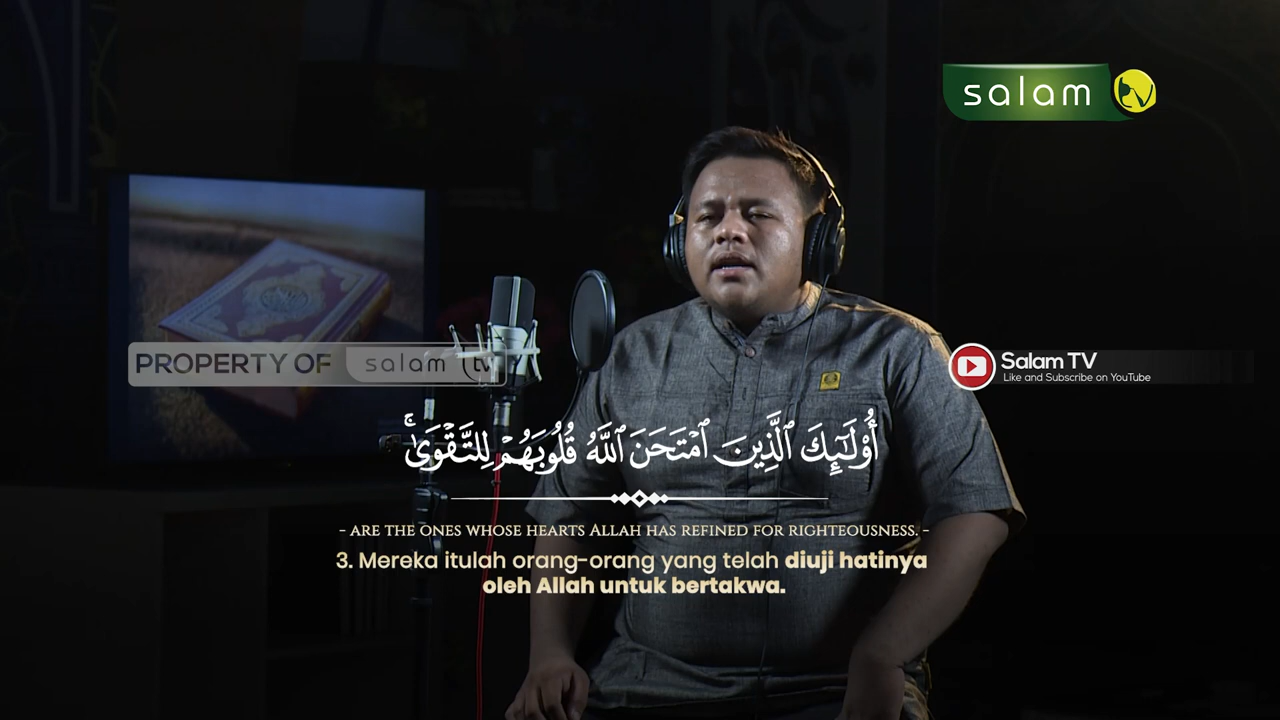 salam tv
PROPERTY OF salam tv
Salam TV
Like and Subscribe on YouTube
أُوْلَٰٓئِكَ ٱلَّذِينَ ٱمۡتَحَنَ ٱللَّهُ قُلُوبَهُمۡ لِلتَّقۡوَىٰۚ
- ARE THE ONES WHOSE HEARTS ALLAH HAS REFINED FOR RIGHTEOUSNESS. -
3. Mereka itulah orang-orang yang telah diuji hatinya
oleh Allah untuk bertakwa.